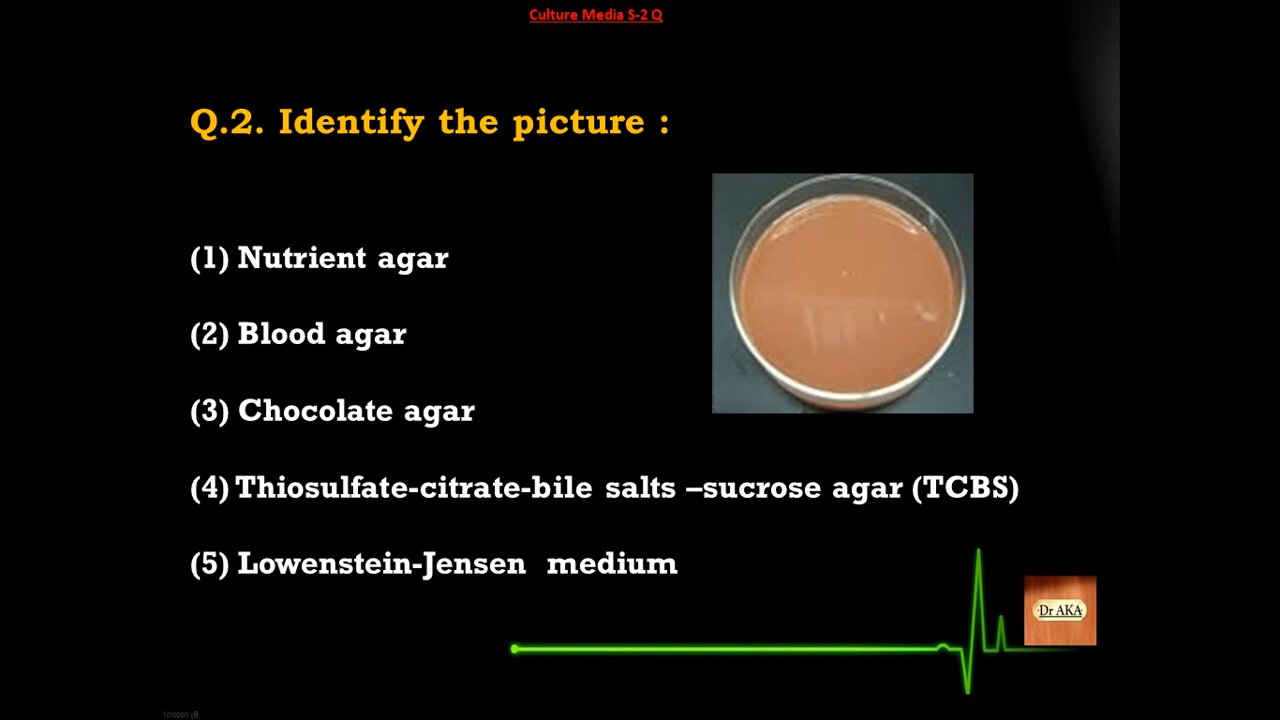 Culture Media S-2 Q
Q.2. Identify the picture :
(1) Nutrient agar
(2) Blood agar
(3) Chocolate agar
(4) Thiosulfate-citrate-bile salts –sucrose agar (TCBS)
(5) Lowenstein-Jensen medium
Dr AKA